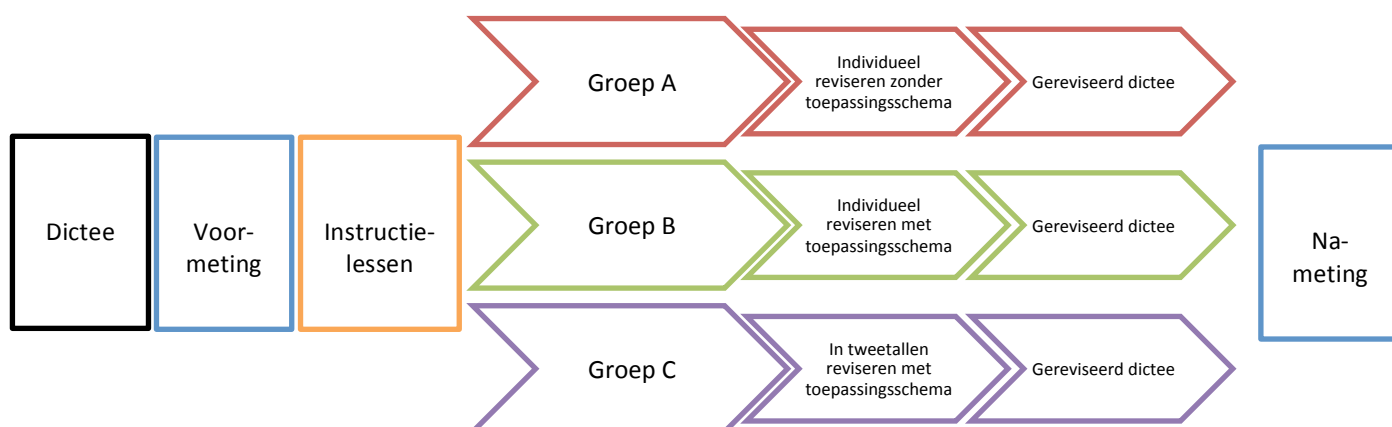 Dictee
Voor-
meting
Instructie-
lessen
Groep A
Individueel
reviseren zonder
toepassingsschema
Gereviseerd dictee
Groep B
Individueel
reviseren met
toepassingsschema
Gereviseerd dictee
Groep C
In tweetallen
reviseren met
toepassingsschema
Gereviseerd dictee
Na-
meting